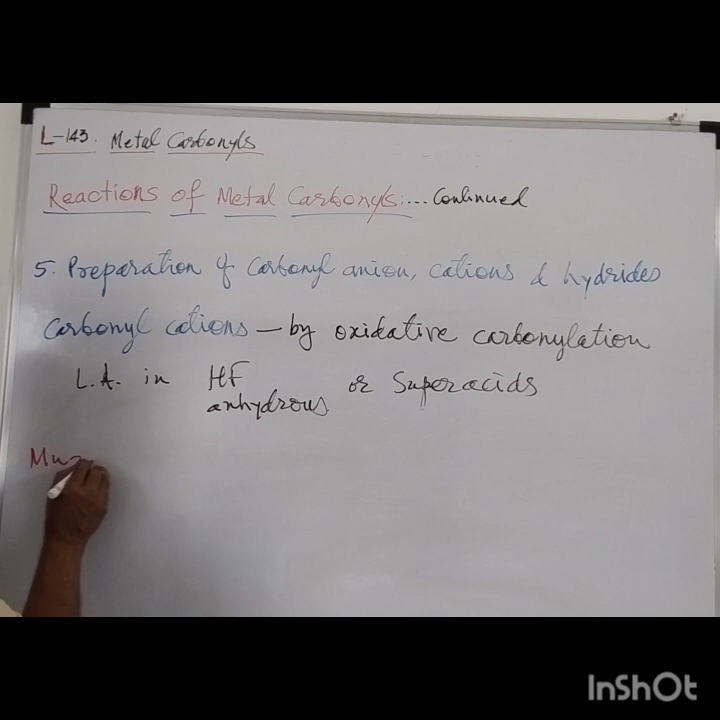 L-143. Metal Carbonyls
Reactions of Metal Carbonyls:... Continued
5. Preparation of Carbonyl anion, cations & hydrides
Carbonyl cations — by oxidative carbonylation
L.A. in HF or Superacids
anhydrous
Mn2
InShOt